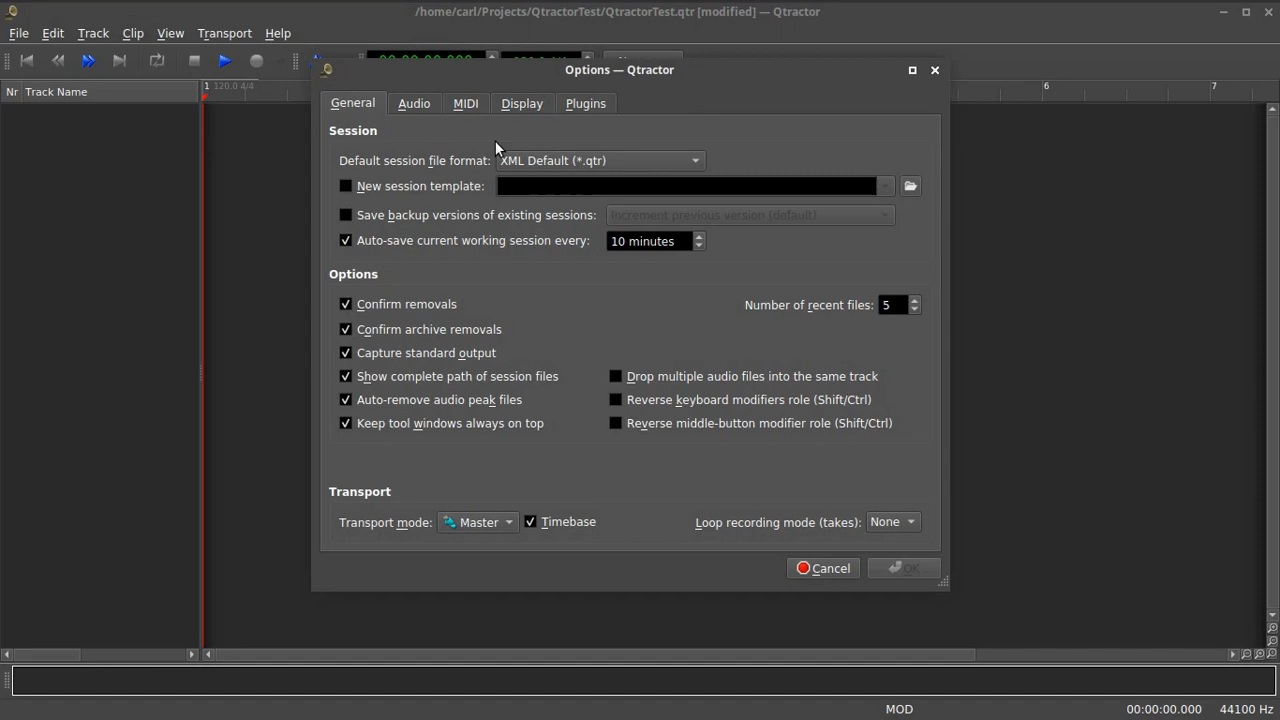 /home/carl/Projects/QtractorTest/QtractorTest.qtr [modified] — Qtractor
File Edit Track Clip View Transport Help
Options — Qtractor
Nr Track Name
1 120.0 4/4 6 7
General Audio MIDI Display Plugins
Session
Default session file format: XML Default (*.qtr)
New session template:
Save backup versions of existing sessions: Increment previous version (default)
Auto-save current working session every: 10 minutes
Options
Confirm removals Number of recent files: 5
Confirm archive removals
Capture standard output
Show complete path of session files Drop multiple audio files into the same track
Auto-remove audio peak files Reverse keyboard modifiers role (Shift/Ctrl)
Keep tool windows always on top Reverse middle-button modifier role (Shift/Ctrl)
Transport
Transport mode: Master Timebase Loop recording mode (takes): None
Cancel OK
MOD 00:00:00.000 44100 Hz